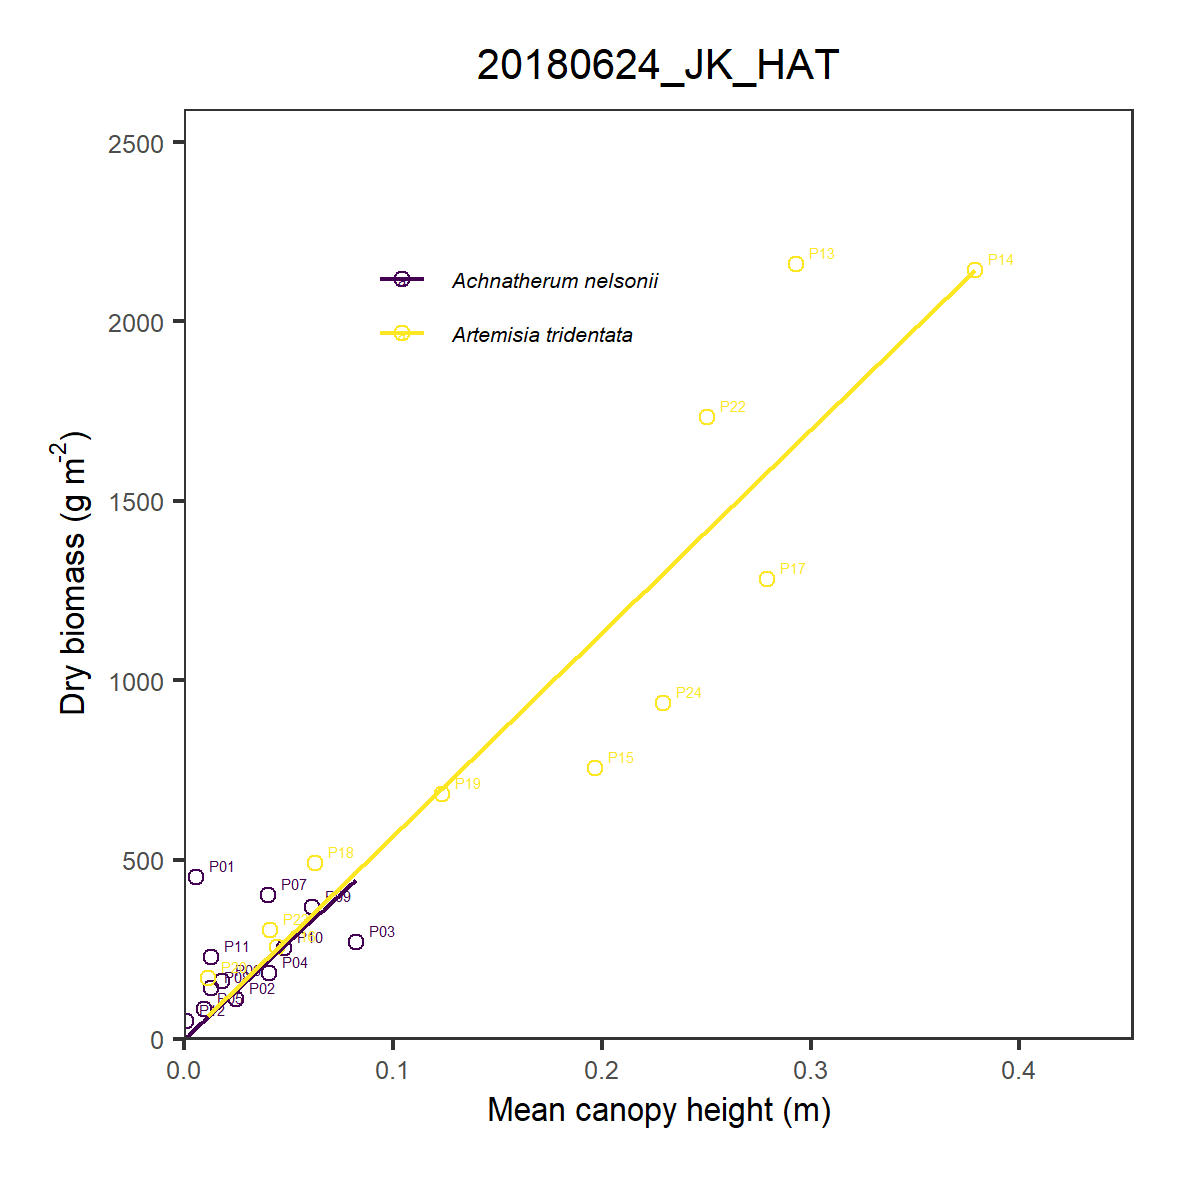 20180624_JK_HAT
2500
2000
1500
1000
500
0
Dry biomass (g m-2)
Achnatherum nelsonii
Artemisia tridentata
P13
P14
P22
P17
P24
P15
P19
P18
P01
P07
P09
P03
P10
P11
P04
P02
0.0
0.1
0.2
0.3
0.4
Mean canopy height (m)